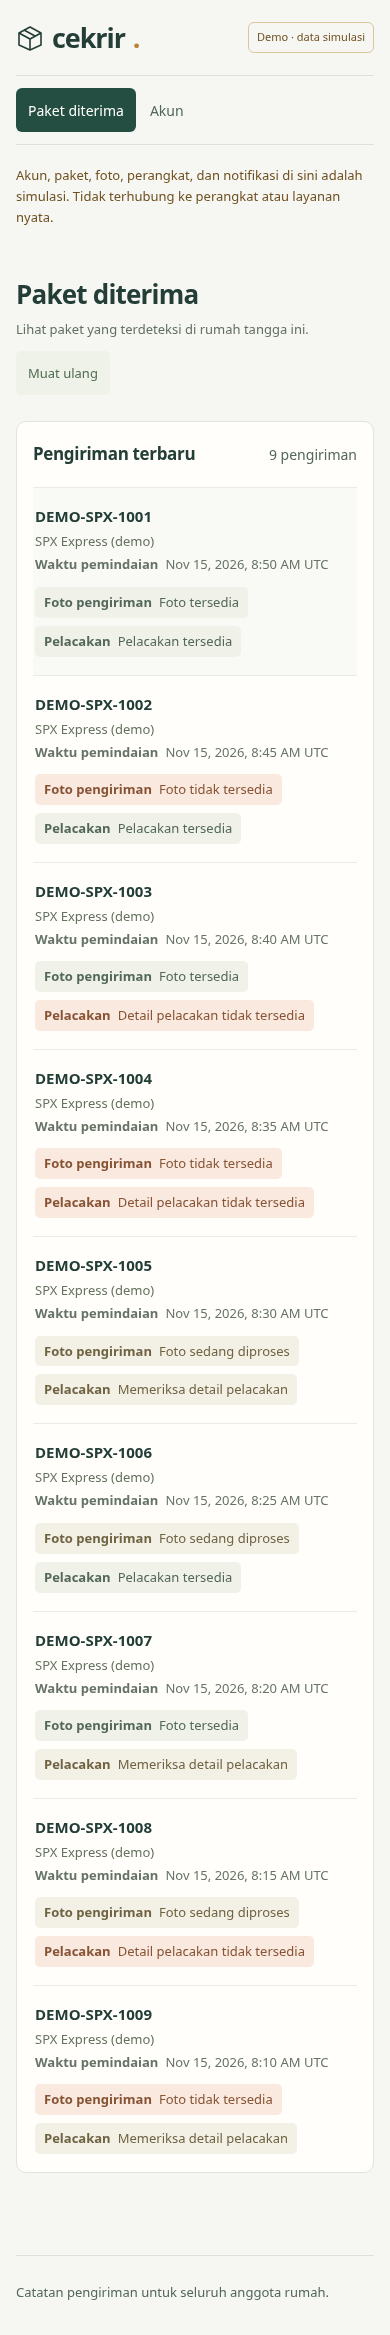 cekrir.
Demo · data simulasi
Paket diterima
Akun
Akun, paket, foto, perangkat, dan notifikasi di sini adalah
simulasi. Tidak terhubung ke perangkat atau layanan
nyata.
Paket diterima
Lihat paket yang terdeteksi di rumah tangga ini.
Muat ulang
Pengiriman terbaru
9 pengiriman
DEMO-SPX-1001
SPX Express (demo)
Waktu pemindaian Nov 15, 2026, 8:50 AM UTC
Foto pengiriman Foto tersedia
Pelacakan Pelacakan tersedia
DEMO-SPX-1002
SPX Express (demo)
Waktu pemindaian Nov 15, 2026, 8:45 AM UTC
Foto pengiriman Foto tidak tersedia
Pelacakan Pelacakan tersedia
DEMO-SPX-1003
SPX Express (demo)
Waktu pemindaian Nov 15, 2026, 8:40 AM UTC
Foto pengiriman Foto tersedia
Pelacakan Detail pelacakan tidak tersedia
DEMO-SPX-1004
SPX Express (demo)
Waktu pemindaian Nov 15, 2026, 8:35 AM UTC
Foto pengiriman Foto tidak tersedia
Pelacakan Detail pelacakan tidak tersedia
DEMO-SPX-1005
SPX Express (demo)
Waktu pemindaian Nov 15, 2026, 8:30 AM UTC
Foto pengiriman Foto sedang diproses
Pelacakan Memeriksa detail pelacakan
DEMO-SPX-1006
SPX Express (demo)
Waktu pemindaian Nov 15, 2026, 8:25 AM UTC
Foto pengiriman Foto sedang diproses
Pelacakan Pelacakan tersedia
DEMO-SPX-1007
SPX Express (demo)
Waktu pemindaian Nov 15, 2026, 8:20 AM UTC
Foto pengiriman Foto tersedia
Pelacakan Memeriksa detail pelacakan
DEMO-SPX-1008
SPX Express (demo)
Waktu pemindaian Nov 15, 2026, 8:15 AM UTC
Foto pengiriman Foto sedang diproses
Pelacakan Detail pelacakan tidak tersedia
DEMO-SPX-1009
SPX Express (demo)
Waktu pemindaian Nov 15, 2026, 8:10 AM UTC
Foto pengiriman Foto tidak tersedia
Pelacakan Memeriksa detail pelacakan
Catatan pengiriman untuk seluruh anggota rumah.